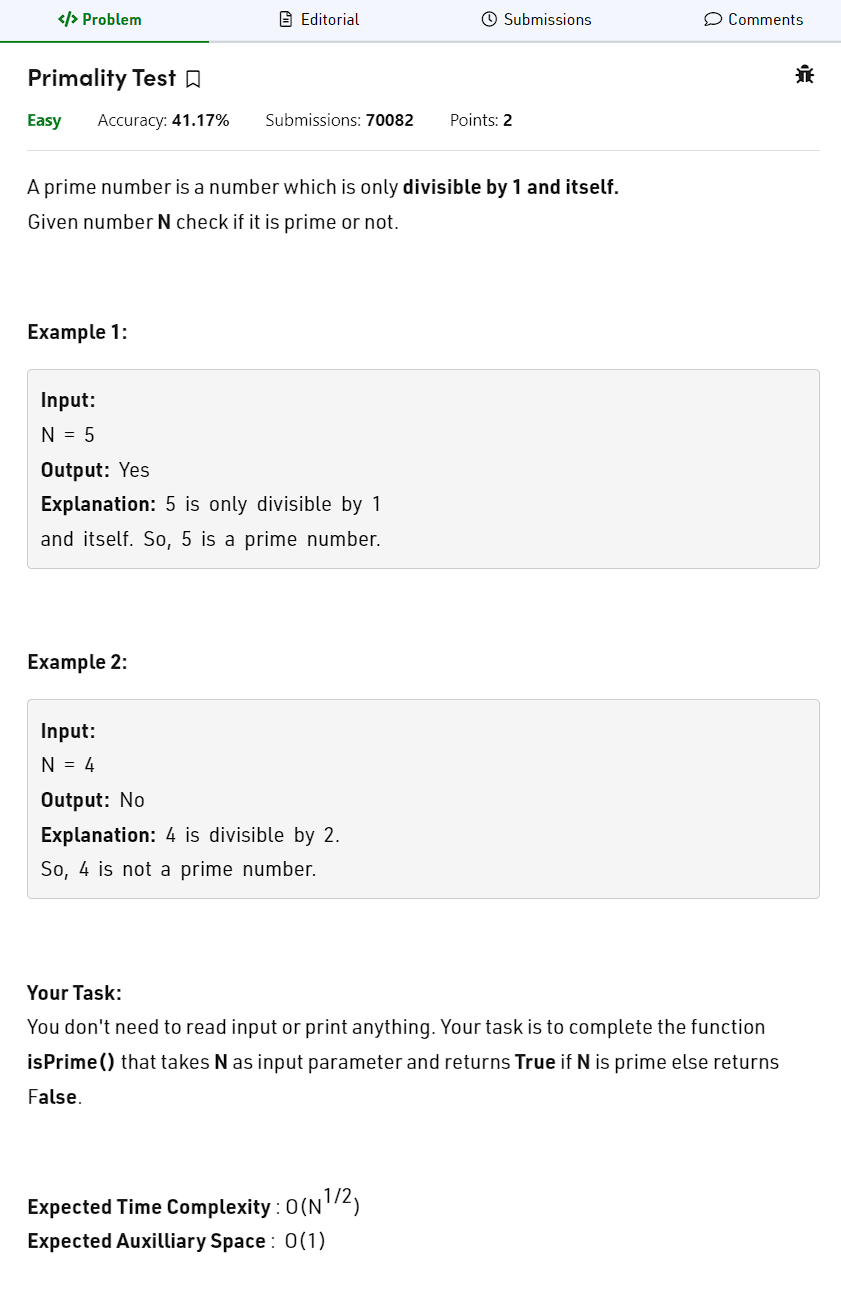 </> Problem
Editorial
Submissions
Comments
Primality Test
Easy Accuracy: 41.17% Submissions: 70082 Points: 2
A prime number is a number which is only divisible by 1 and itself.
Given number N check if it is prime or not.
Example 1:
Input:
N = 5
Output: Yes
Explanation: 5 is only divisible by 1
and itself. So, 5 is a prime number.
Example 2:
Input:
N = 4
Output: No
Explanation: 4 is divisible by 2.
So, 4 is not a prime number.
Your Task:
You don't need to read input or print anything. Your task is to complete the function
isPrime() that takes N as input parameter and returns True if N is prime else returns
False.
Expected Time Complexity : O(N^1/2)
Expected Auxilliary Space : O(1)